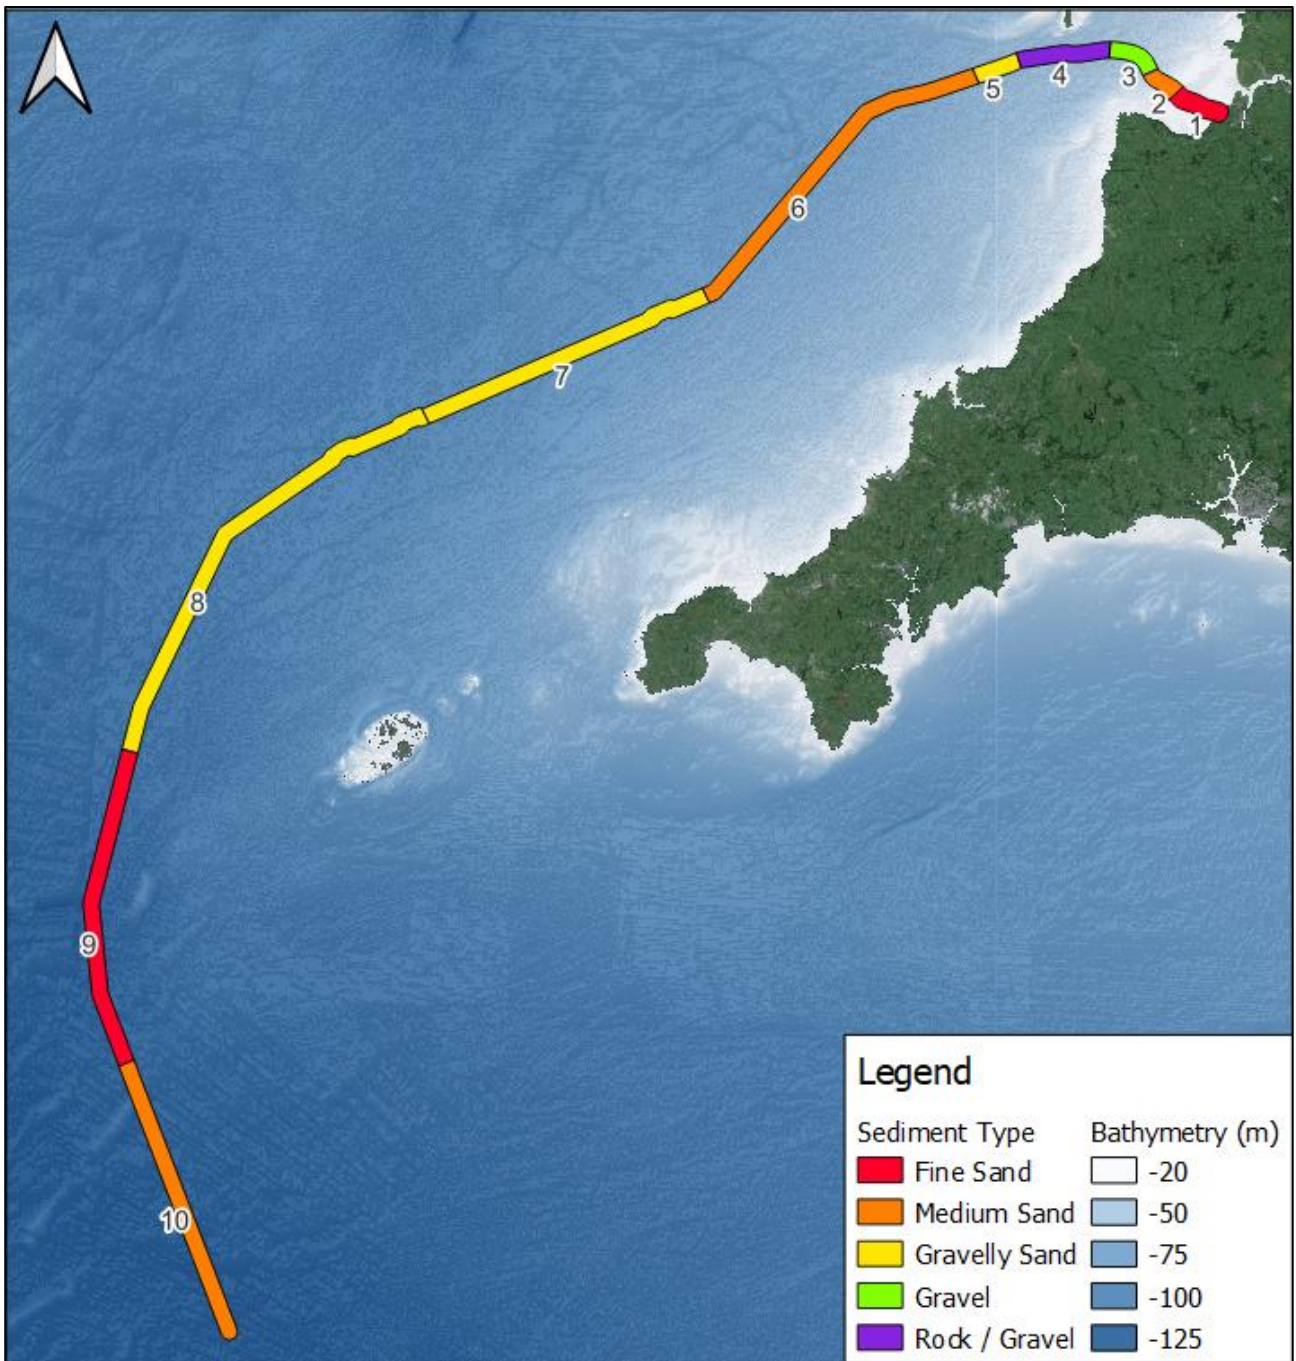 1
2
3
4
5
6
7
8
9
10
Legend
Sediment Type Bathymetry (m)
Fine Sand -20
Medium Sand -50
Gravelly Sand -75
Gravel -100
Rock / Gravel -125